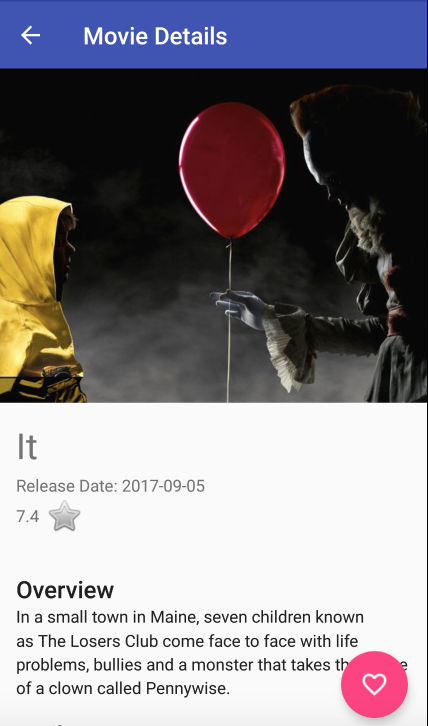 Movie Details
It
Release Date: 2017-09-05
7.4
Overview
In a small town in Maine, seven children known
as The Losers Club come face to face with life
problems, bullies and a monster that takes
of a clown called Pennywise.